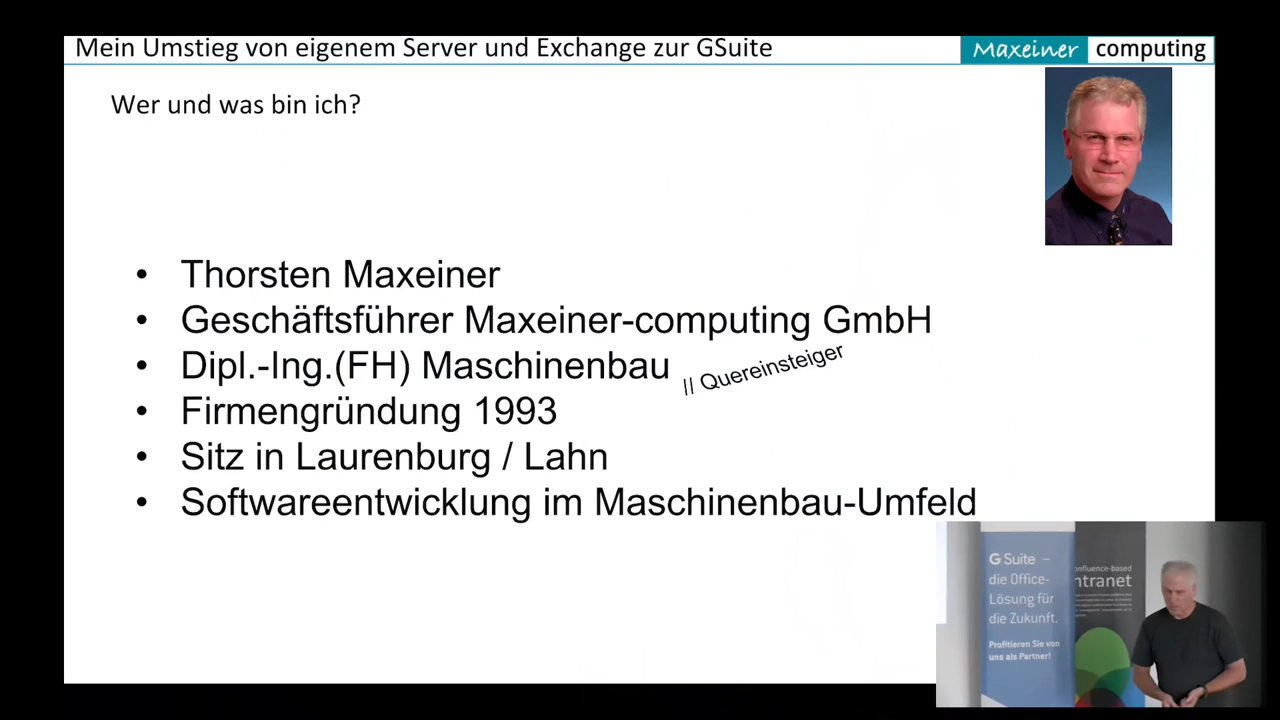 Mein Umstieg von eigenem Server und Exchange zur GSuite
Maxeiner computing
Wer und was bin ich?
• Thorsten Maxeiner
• Geschäftsführer Maxeiner-computing GmbH
• Dipl.-Ing.(FH) Maschinenbau
// Quereinsteiger
• Firmengründung 1993
• Sitz in Laurenburg / Lahn
• Softwareentwicklung im Maschinenbau-Umfeld
G Suite –
die Office-
Lösung für
die Zukunft.
Profitieren Sie von
uns als Partner!
onfluence-based
ntranet